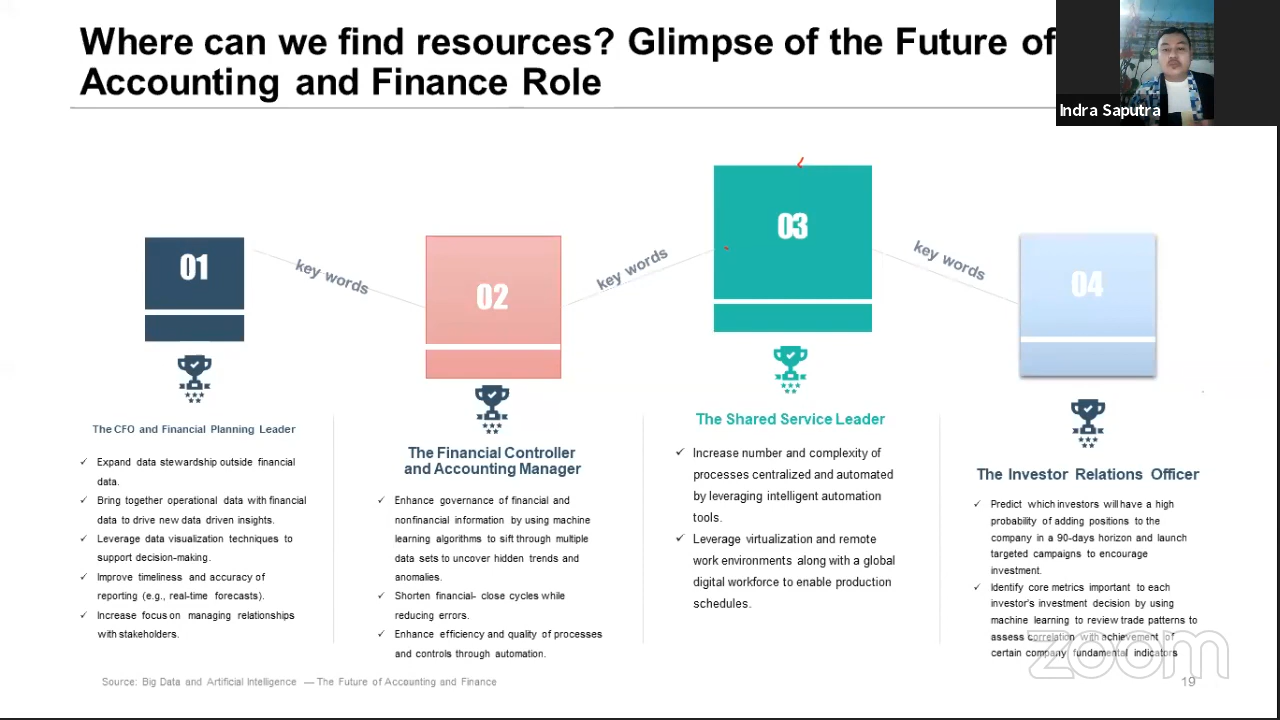 Where can we find resources? Glimpse of the Future of
Accounting and Finance Role
Indra Saputra
01
key words
02
key words
03
key words
04
The CFO and Financial Planning Leader
Expand data stewardship outside financial
data.
Bring together operational data with financial
data to drive new data driven insights.
Leverage data visualization techniques to
support decision-making.
Improve timeliness and accuracy of
reporting (e.g., real-time forecasts).
Increase focus on managing relationships
with stakeholders.
The Financial Controller
and Accounting Manager
Enhance governance of financial and
nonfinancial information by using machine
learning algorithms to sift through multiple
data sets to uncover hidden trends and
anomalies.
Shorten financial- close cycles while
reducing errors.
Enhance efficiency and quality of processes
and controls through automation.
The Shared Service Leader
Increase number and complexity of
processes centralized and automated
by leveraging intelligent automation
tools.
Leverage virtualization and remote
work environments along with a global
digital workforce to enable production
schedules.
The Investor Relations Officer
Predict which investors will have a high
probability of adding positions to the
company in a 90-days horizon and launch
targeted campaigns to encourage
investment.
Identify core metrics important to each
investor's investment decision by using
machine learning to review trade patterns to
assess correlation with achievement of
certain company fundamental indicators
zoom
Source: Big Data and Artificial Intelligence — The Future of Accounting and Finance
19